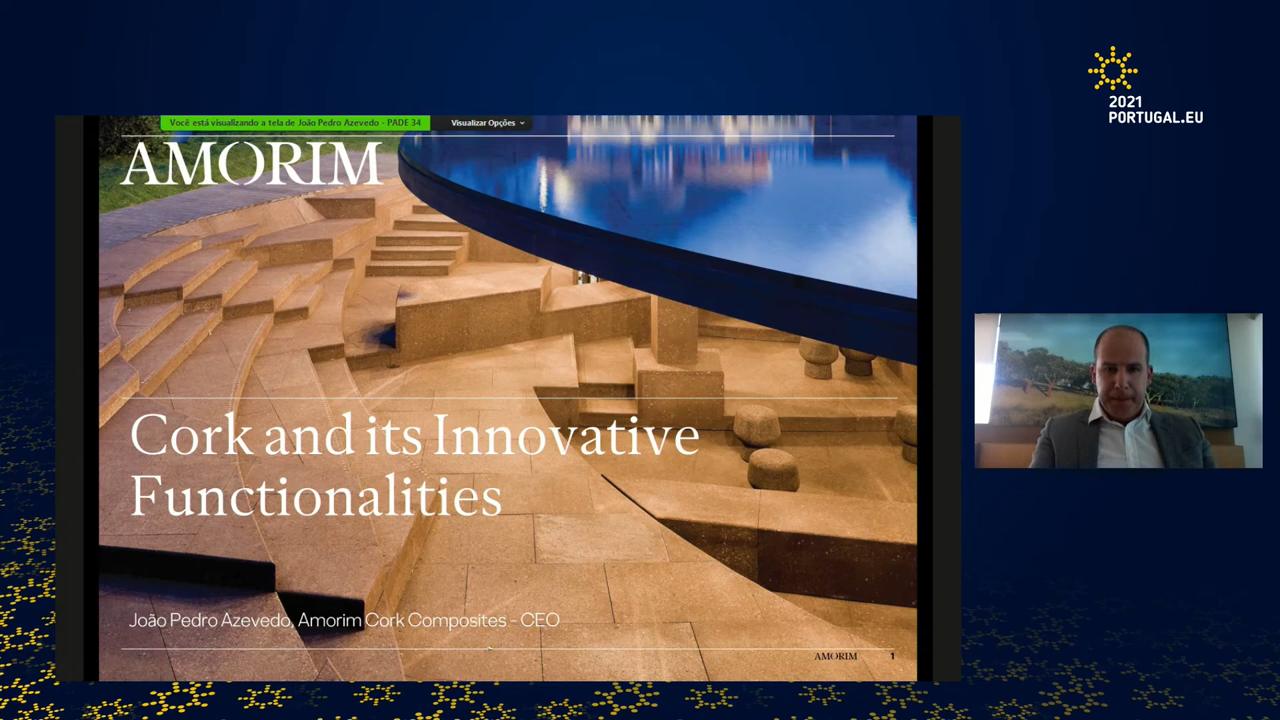 2021
PORTUGAL.EU
Você está visualizando a tela de João Pedro Azevedo - PADE 34
Visualizar Opções
AMORIM
Cork and its Innovative
Functionalities
João Pedro Azevedo, Amorim Cork Composites - CEO
AMORIM
1